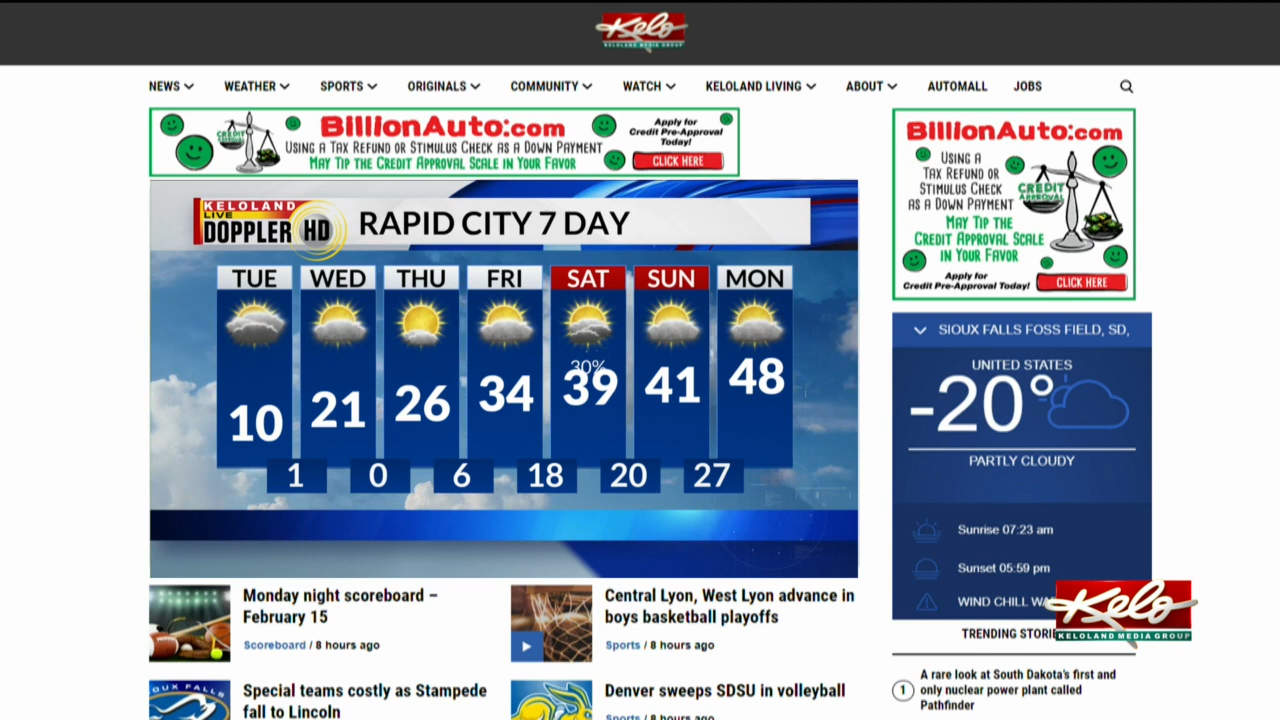 Kelo
KELOLAND MEDIA GROUP
NEWS
WEATHER
SPORTS
ORIGINALS
COMMUNITY
WATCH
KELOLAND LIVING
ABOUT
AUTOMALL
JOBS
BillionAuto:com
USING A TAX REFUND OR STIMULUS CHECK AS A DOWN PAYMENT
MAY TIP THE CREDIT APPROVAL SCALE IN YOUR FAVOR
CREDIT
APPROVAL
Apply for
Credit Pre-Approval
Today!
CLICK HERE
BillionAuto:com
USING A
TAX REFUND OR
STIMULUS CHECK
AS A DOWN PAYMENT
MAY TIP THE
CREDIT APPROVAL SCALE
IN YOUR FAVOR
CREDIT
APPROVAL
Apply for
Credit Pre-Approval Today!
CLICK HERE
KELOLAND
LIVE
DOPPLER HD
RAPID CITY 7 DAY
TUE WED THU FRI SAT SUN MON
30%
10 21 26 34 39 41 48
1 0 6 18 20 27
SIOUX FALLS FOSS FIELD, SD,
UNITED STATES
-20°
PARTLY CLOUDY
Sunrise 07:23 am
Sunset 05:59 pm
WIND CHILL WA
Kelo
KELOLAND MEDIA GROUP
TRENDING STORIE
1
A rare look at South Dakota's first and
only nuclear power plant called
Pathfinder
Monday night scoreboard –
February 15
Scoreboard / 8 hours ago
Central Lyon, West Lyon advance in
boys basketball playoffs
Sports / 8 hours ago
Special teams costly as Stampede
fall to Lincoln
Denver sweeps SDSU in volleyball
Sports / 8 hours ago